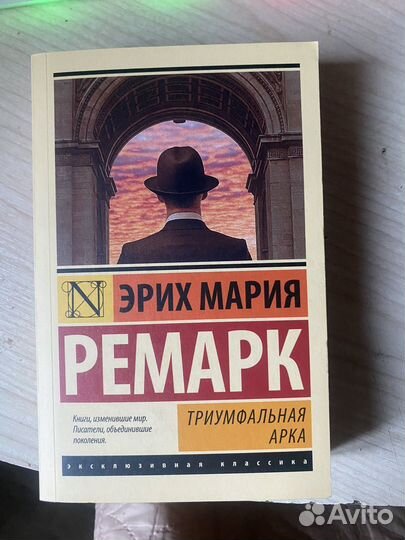 N
ЭРИХ МАРИЯ
РЕМАРК
Книги, изменившие мир.
Писатели, объединившие
поколения.
ТРИУМФАЛЬНАЯ
АРКА
эксклюзивная классика
Avito